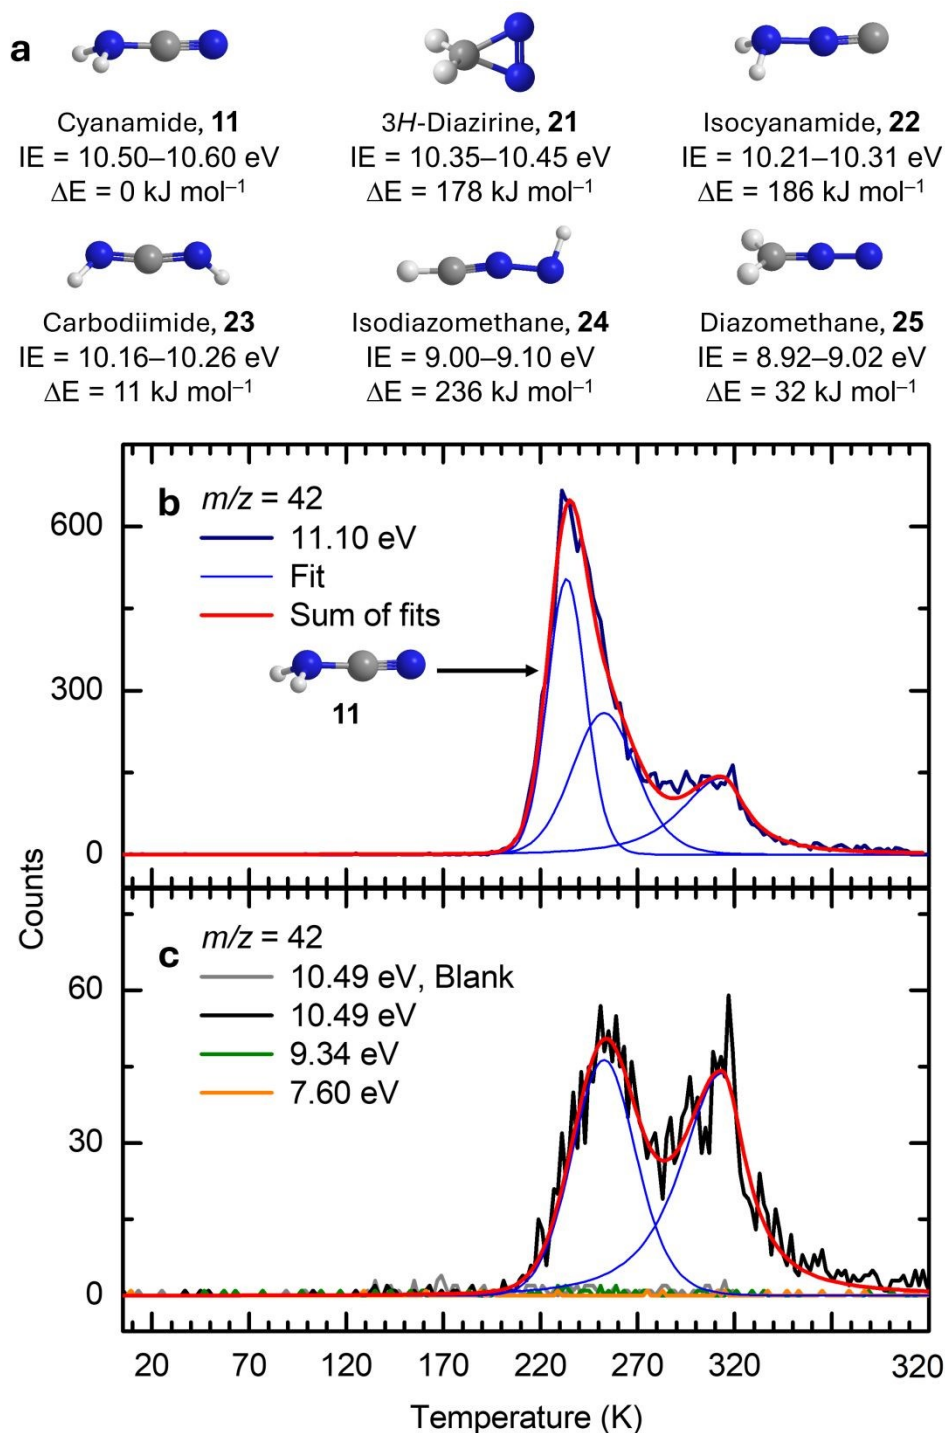 a
Cyanamide, 11
IE = 10.50–10.60 eV
ΔE = 0 kJ mol⁻¹
3H-Diazirine, 21
IE = 10.35–10.45 eV
ΔE = 178 kJ mol⁻¹
Isocyanamide, 22
IE = 10.21–10.31 eV
ΔE = 186 kJ mol⁻¹
Carbodiimide, 23
IE = 10.16–10.26 eV
ΔE = 11 kJ mol⁻¹
Isodiazomethane, 24
IE = 9.00–9.10 eV
ΔE = 236 kJ mol⁻¹
Diazomethane, 25
IE = 8.92–9.02 eV
ΔE = 32 kJ mol⁻¹
b
m/z = 42
11.10 eV
Fit
Sum of fits
11
600
300
0
Counts
c
m/z = 42
10.49 eV, Blank
10.49 eV
9.34 eV
7.60 eV
60
30
0
20 70 120 170 220 270 320 320
Temperature (K)